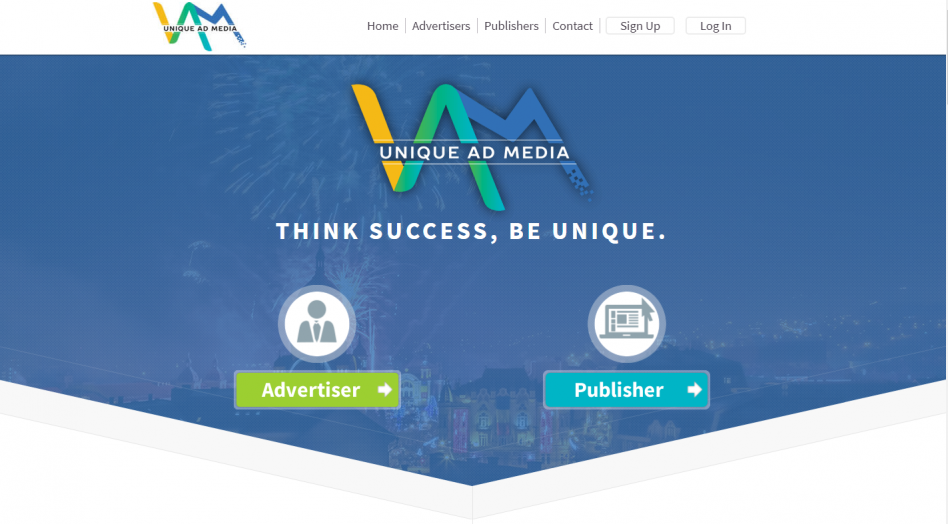 UNIQUE AD MEDIA
Home
Advertisers
Publishers
Contact
Sign Up
Log In
UNIQUE AD MEDIA
THINK SUCCESS, BE UNIQUE.
Advertiser
Publisher